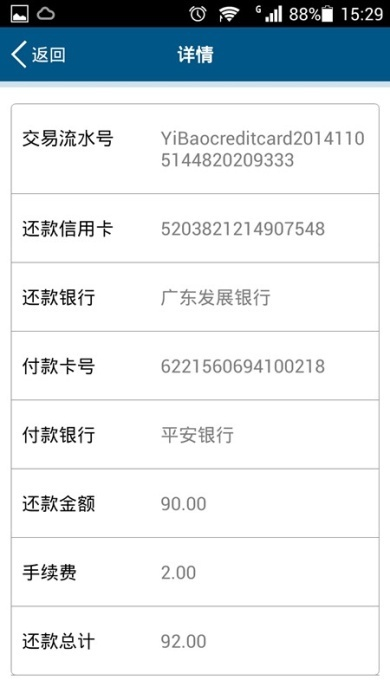 G 88% 15:29
返回 详情
交易流水号 YiBaocreditcard2014110
5144820209333
还款信用卡 5203821214907548
还款银行 广东发展银行
付款卡号 6221560694100218
付款银行 平安银行
还款金额 90.00
手续费 2.00
还款总计 92.00